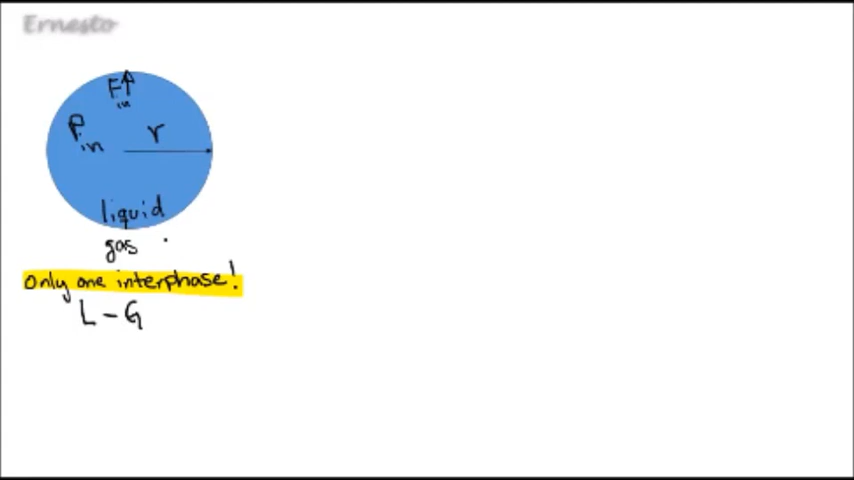 Ernesto
F in
P in
r
liquid
gas
only one interphase!
L - G